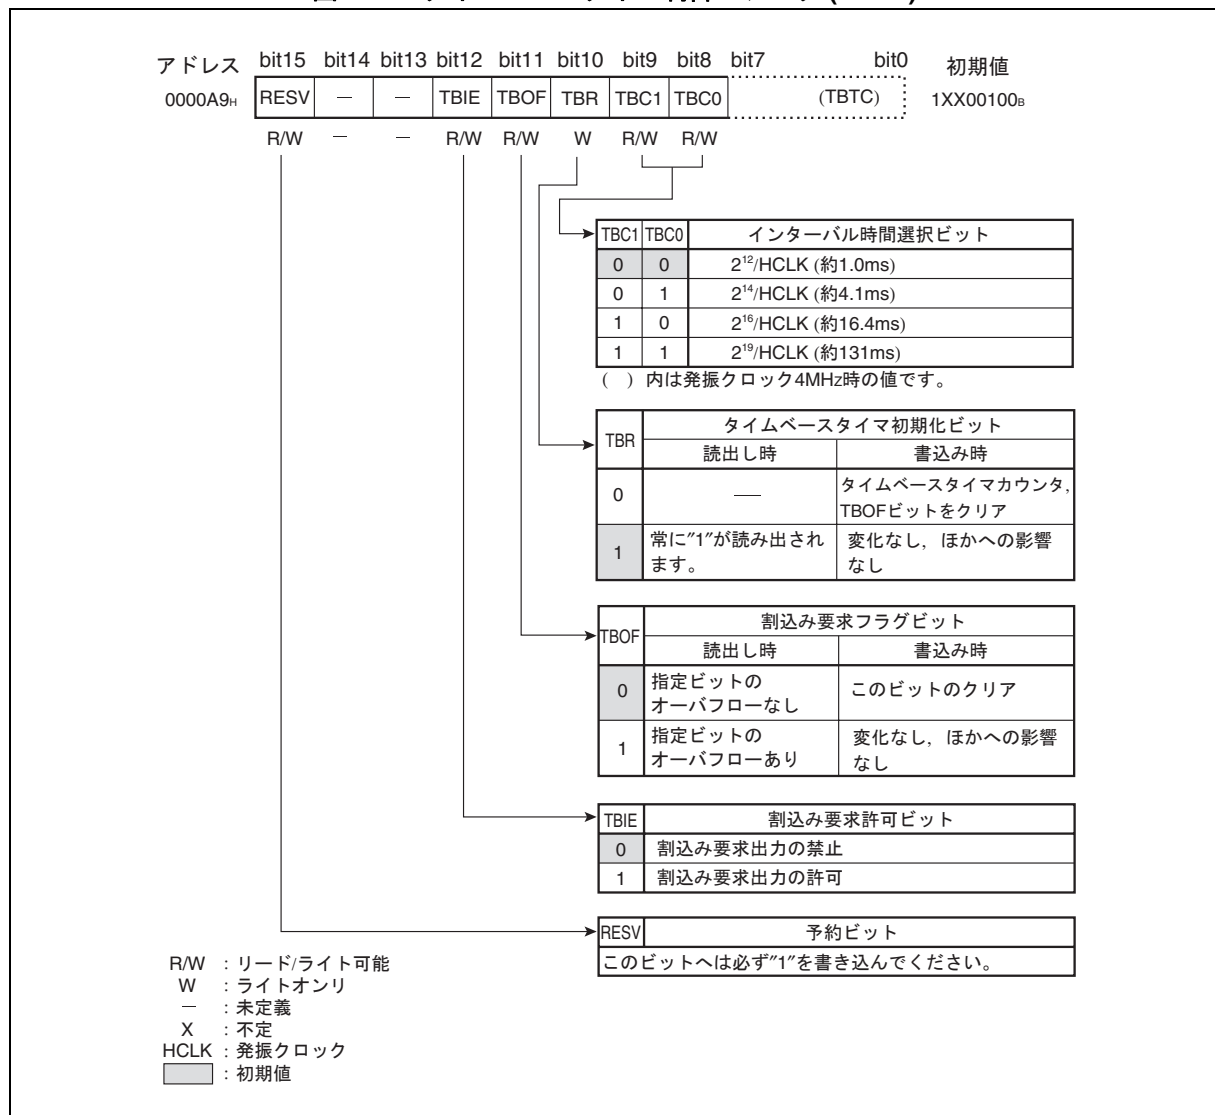 アドレス bit15 bit14 bit13 bit12 bit11 bit10 bit9 bit8 bit7 bit0 初期値
0000A9H RESV — — TBIE TBOF TBR TBC1 TBC0 (TBTC) 1XX00100B
R/W — — R/W R/W W R/W R/W
TBC1 TBC0 インターバル時間選択ビット
0 0 2¹²/HCLK (約1.0ms)
0 1 2¹⁴/HCLK (約4.1ms)
1 0 2¹⁶/HCLK (約16.4ms)
1 1 2¹⁹/HCLK (約131ms)
( ) 内は発振クロック4MHz時の値です。
TBR タイムベースタイマ初期化ビット
読出し時 書込み時
0 — タイムベースタイマカウンタ,
TBOFビットをクリア
1 常に"1"が読み出され 変化なし，ほかへの影響
ます。 なし
TBOF 割込み要求フラグビット
読出し時 書込み時
0 指定ビットの このビットのクリア
オーバフローなし
1 指定ビットの 変化なし，ほかへの影響
オーバフローあり なし
TBIE 割込み要求許可ビット
0 割込み要求出力の禁止
1 割込み要求出力の許可
RESV 予約ビット
このビットへは必ず"1"を書き込んでください。
R/W : リード/ライト可能
W : ライトオンリ
— : 未定義
X : 不定
HCLK : 発振クロック
: 初期値